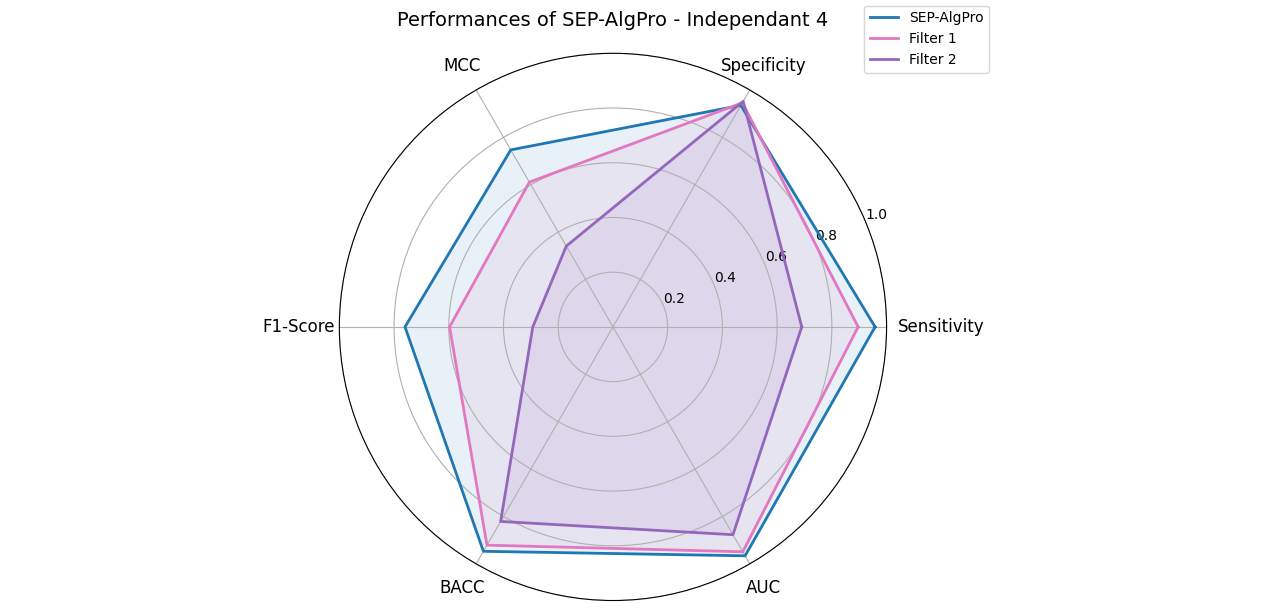 Performances of SEP-AlgPro - Independant 4
SEP-AlgPro
Filter 1
Filter 2
MCC
Specificity
1.0
0.8
0.6
0.4
0.2
F1-Score
Sensitivity
BACC
AUC